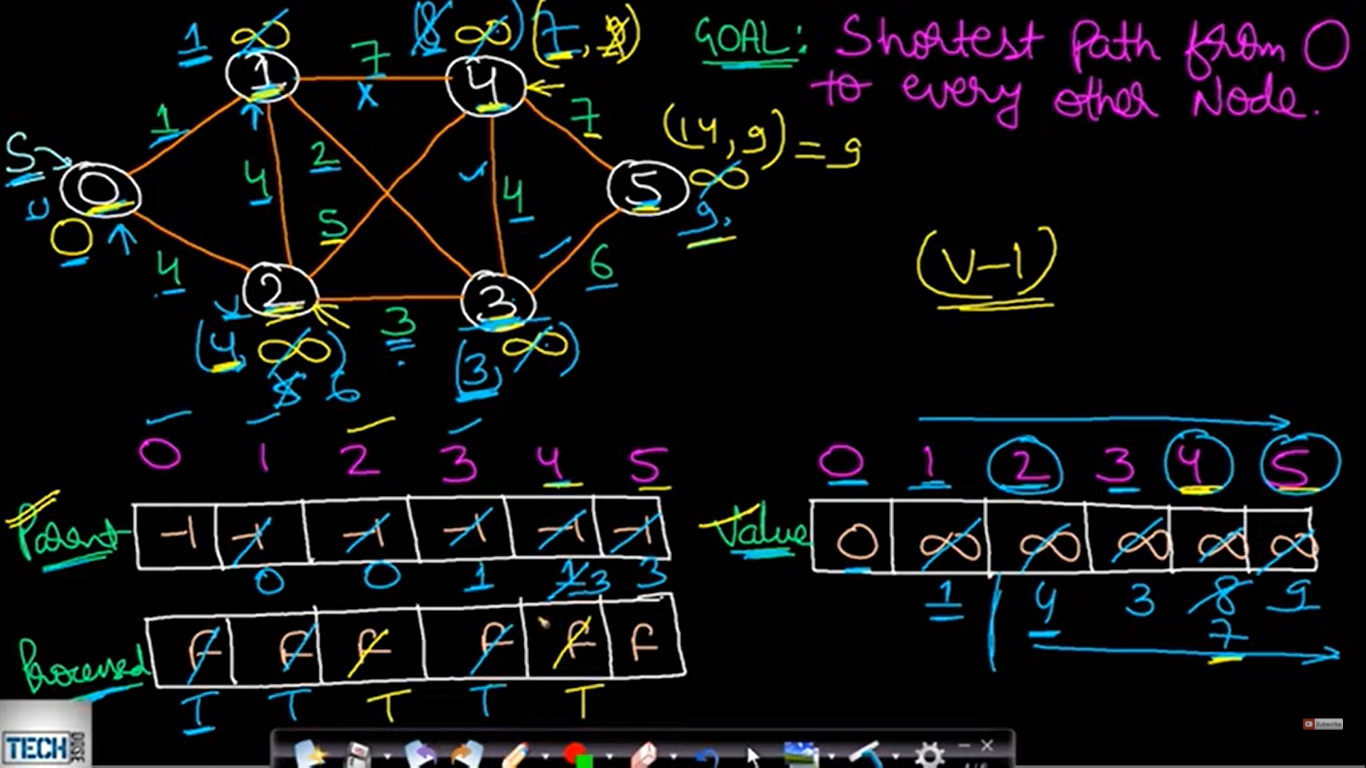 1 ∞ 7 8 ∞ ) (7, 8)
GOAL: Shortest Path from 0
to every other Node.
1 4 x
1 7 (14, 9) = 9
S 2
0 4 5 4 5 ∞
0 9,
4 2 3 6
(V-1)
3
(4, ∞) (3, ∞)
8 6
0 1 2 3 4 5
0 1 2 3 4 5
Parent -1 -1 -1 -1 -1 -1
Value 0 ∞ ∞ ∞ ∞ ∞
0 0 1 1 3 3
1 4 3 8 9
7
Processed F F F F F F
T T T T T
TECH
DOSE
Subscribe